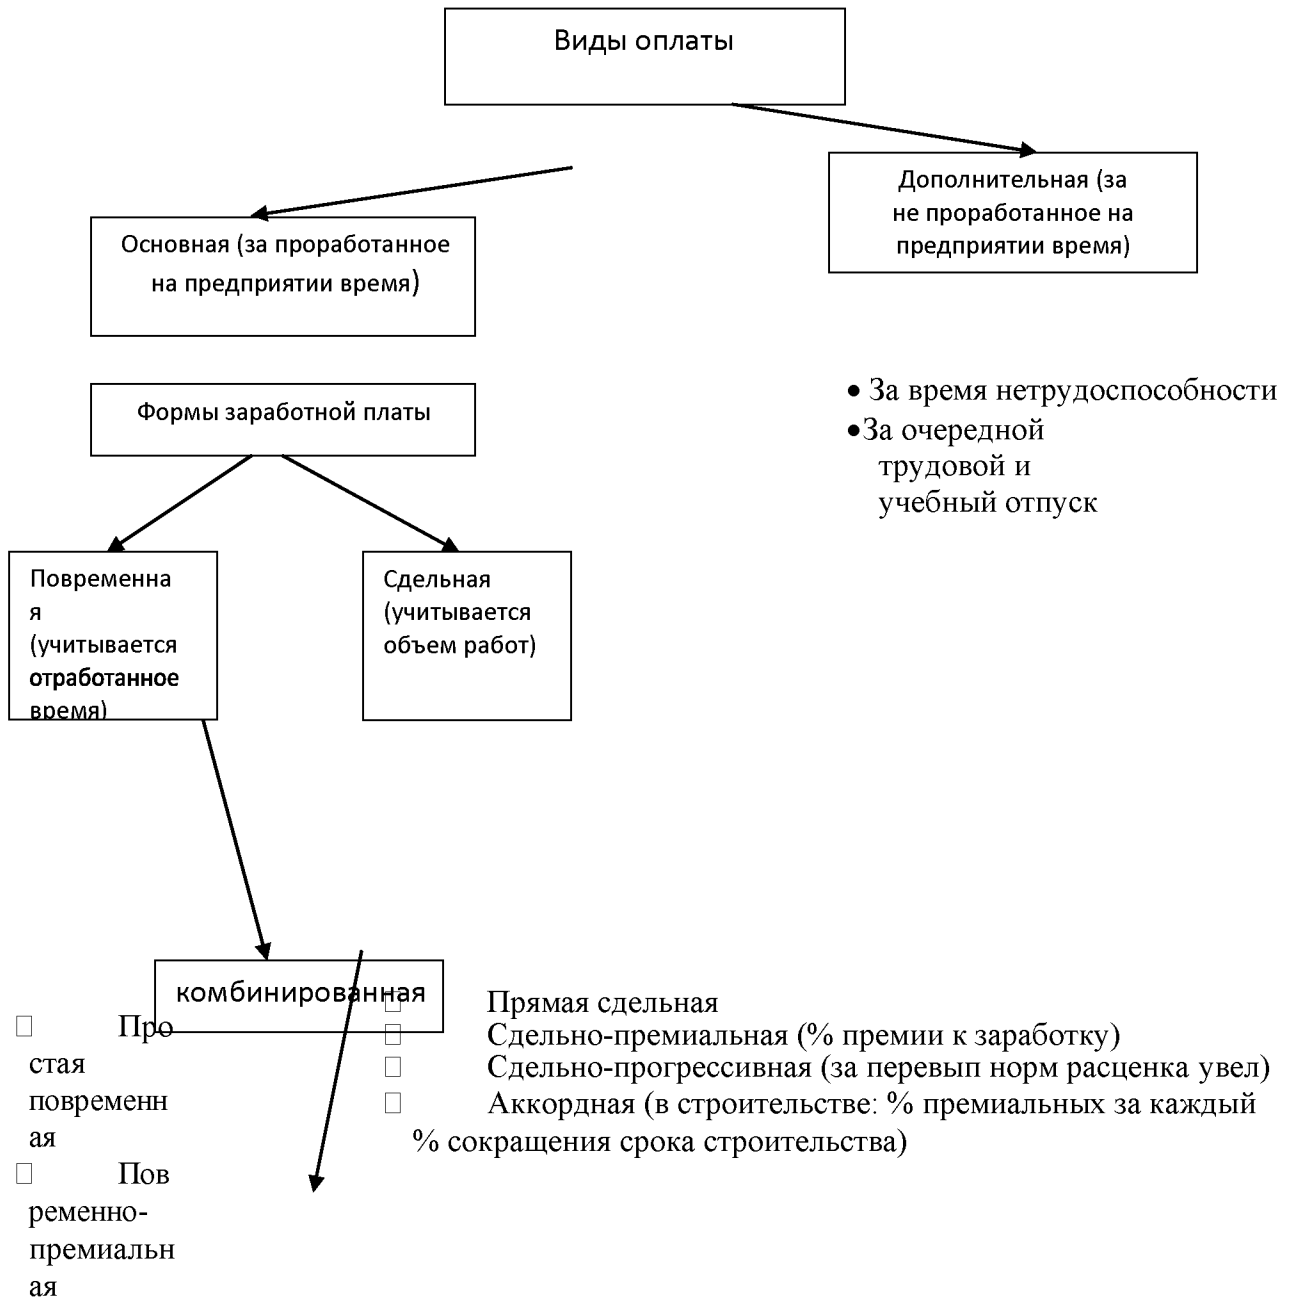 Виды оплаты
Дополнительная (за
не проработанное на
предприятии время)
Основная (за проработанное
на предприятии время)
Формы заработной платы
• За время нетрудоспособности
•За очередной
трудовой и
учебный отпуск
Повременна
я
(учитывается
отработанное
время)
Сдельная
(учитывается
объем работ)
комбинированная
Про
стая
повременн
ая
Пов
ременно-
премиальн
ая
Прямая сдельная
Сдельно-премиальная (% премии к заработку)
Сдельно-прогрессивная (за перевып норм расценка увел)
Аккордная (в строительстве: % премиальных за каждый
% сокращения срока строительства)